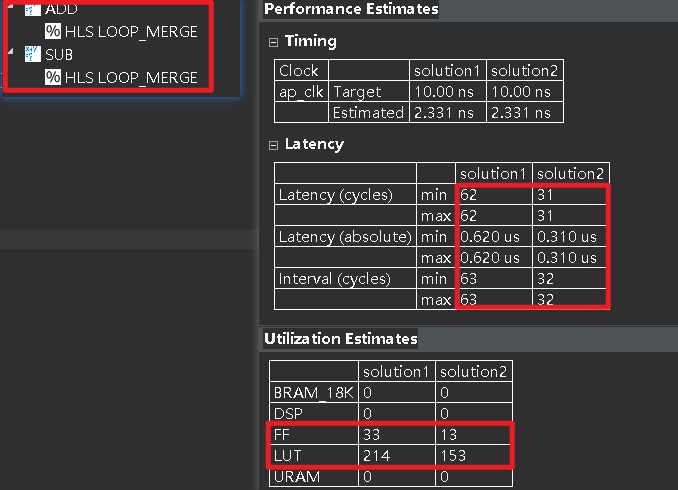 ADD
% HLS LOOP_MERGE
SUB
% HLS LOOP_MERGE
Performance Estimates
Timing
Clock solution1 solution2
ap_clk Target 10.00 ns 10.00 ns
Estimated 2.331 ns 2.331 ns
Latency
solution1 solution2
Latency (cycles) min 62 31
max 62 31
Latency (absolute) min 0.620 us 0.310 us
max 0.620 us 0.310 us
Interval (cycles) min 63 32
max 63 32
Utilization Estimates
solution1 solution2
BRAM_18K 0 0
DSP 0 0
FF 33 13
LUT 214 153
URAM 0 0